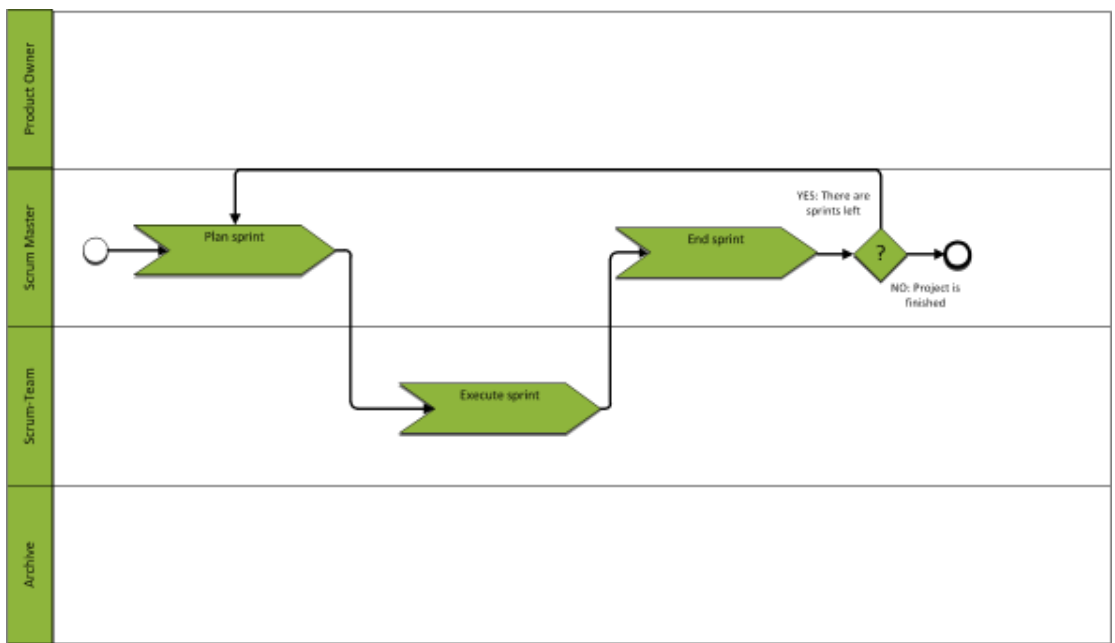 Product Owner
Scrum Master
Plan sprint
End sprint
YES: There are
sprints left
?
NO: Project is
finished
Scrum-Team
Execute sprint
Archive